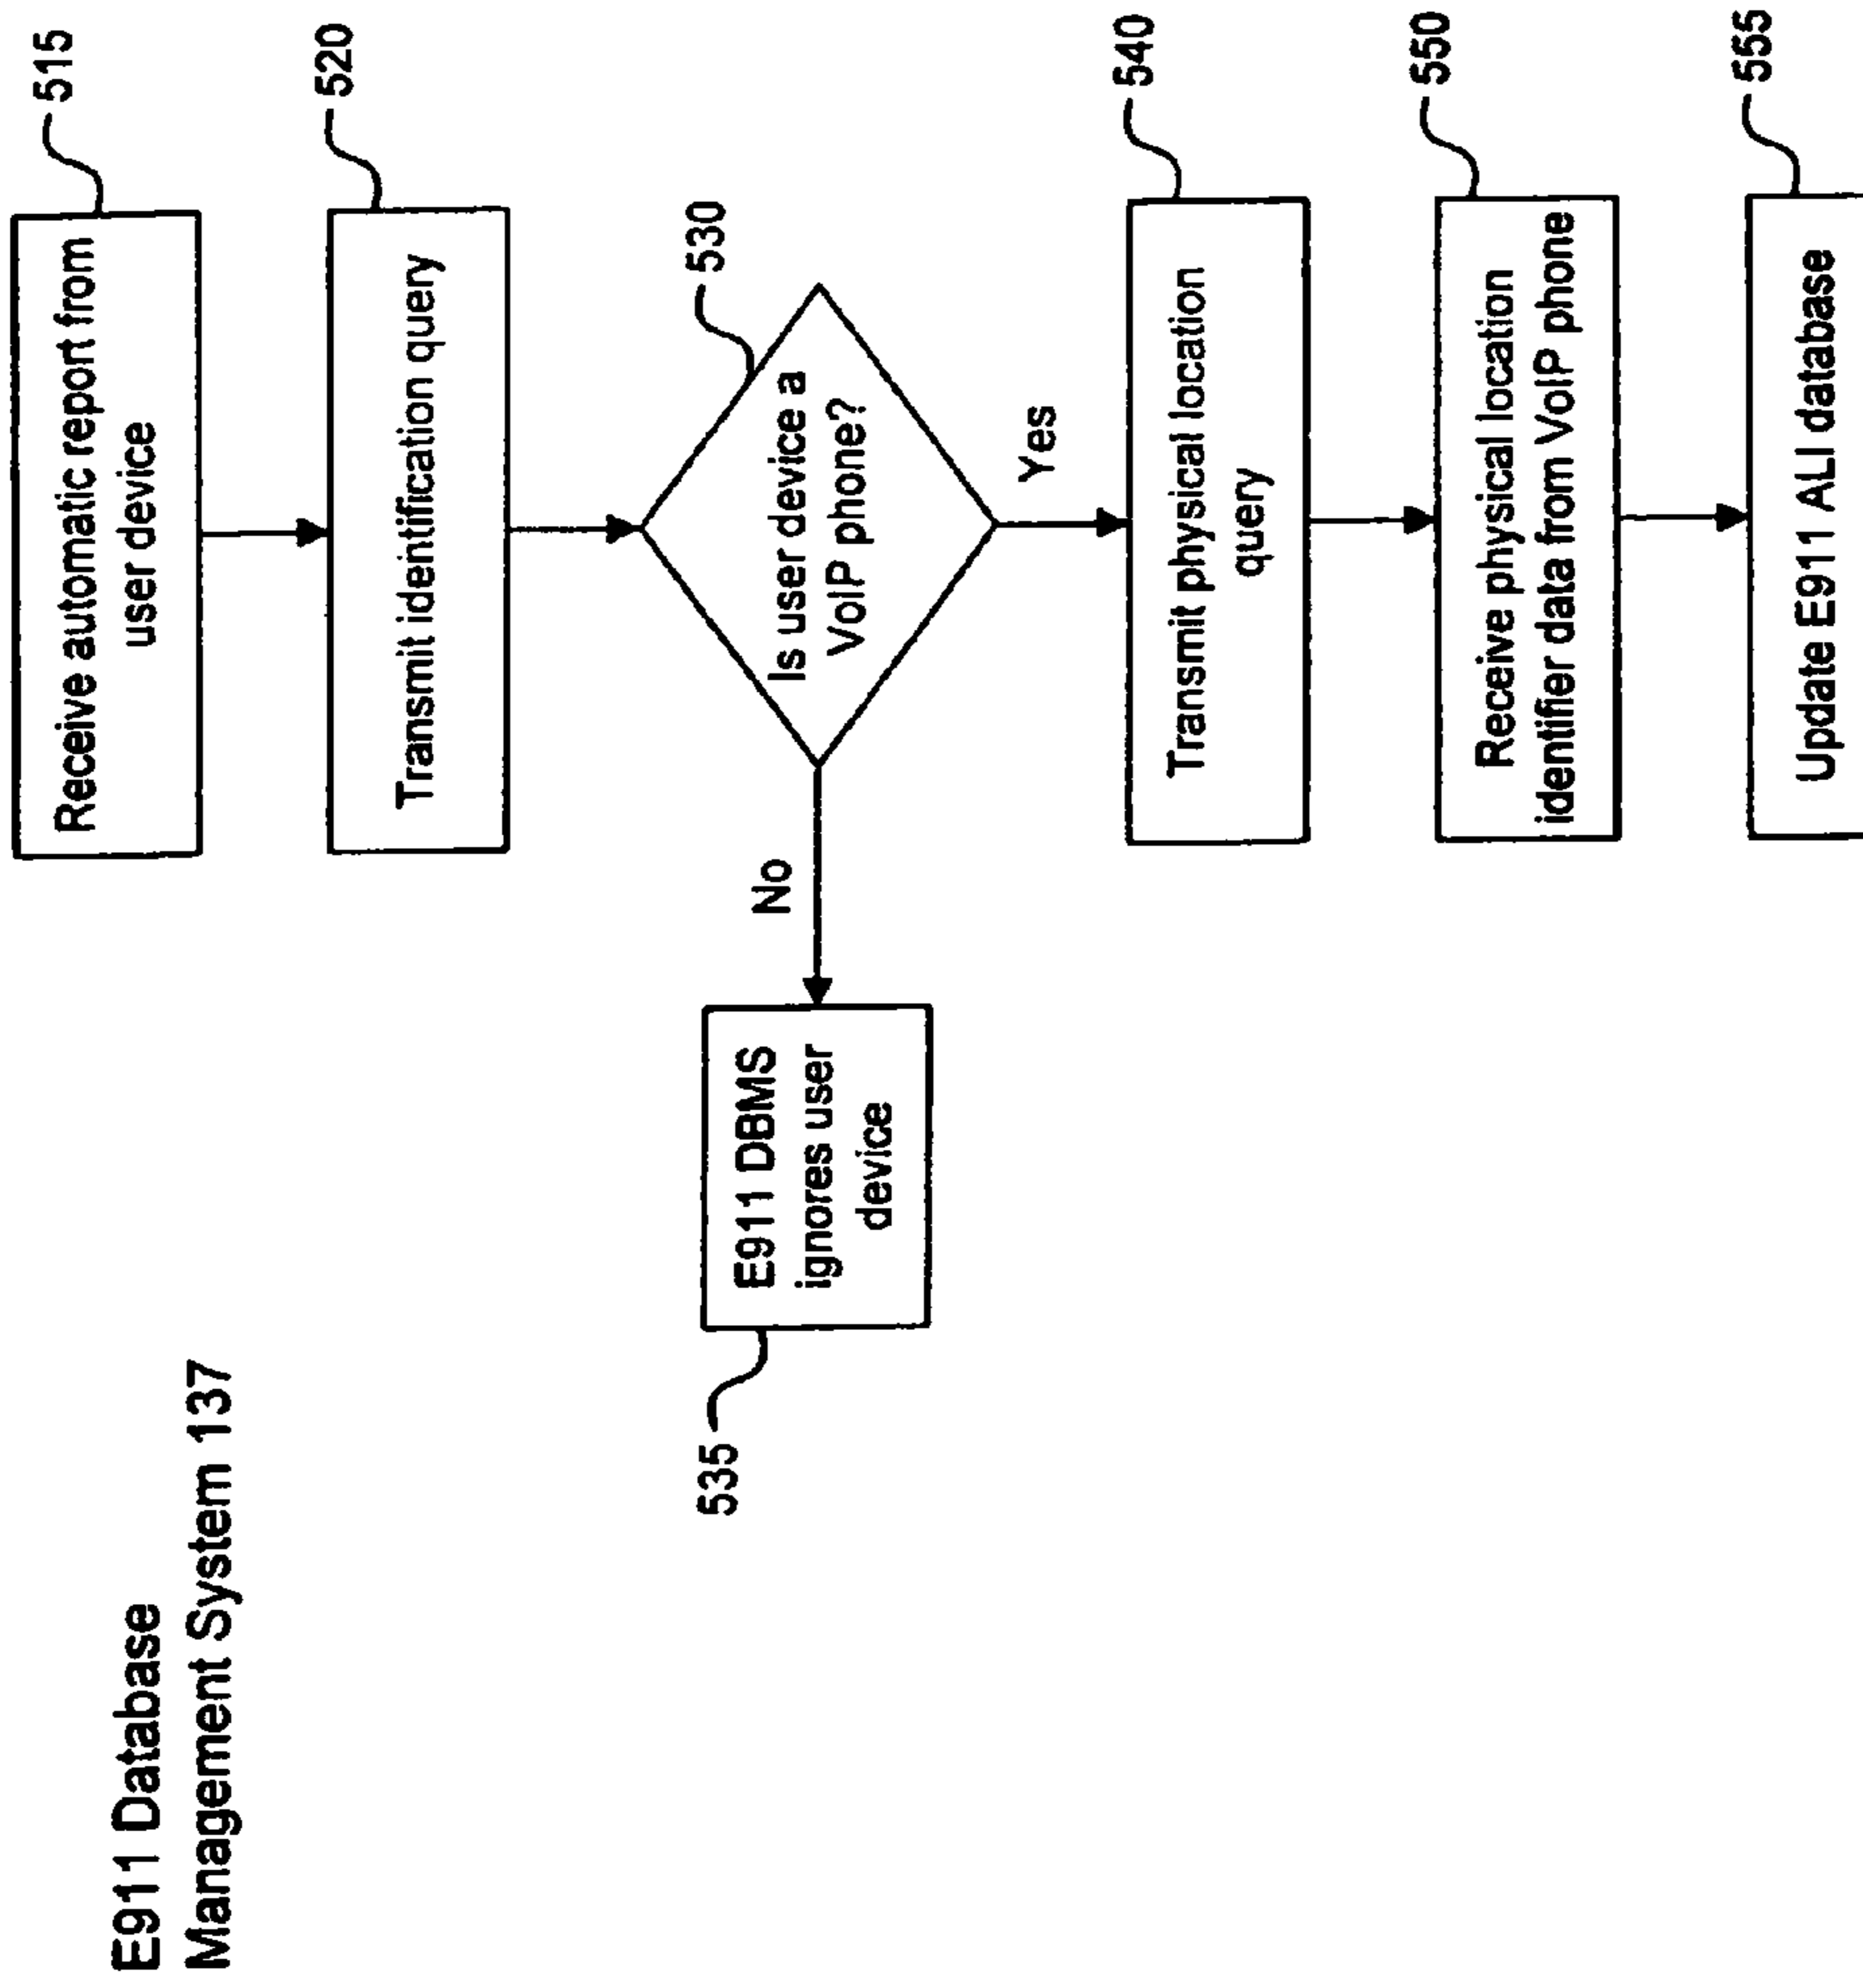 E911 Database
Management System 137
Receive automatic report from
user device
515
Transmit identification query
520
Is user device a
VoIP phone?
530
No
E911 DBMS
ignores user
device
535
Yes
Transmit physical location
query
540
Receive physical location
identifier data from VoIP phone
550
Update E911 ALI database
555